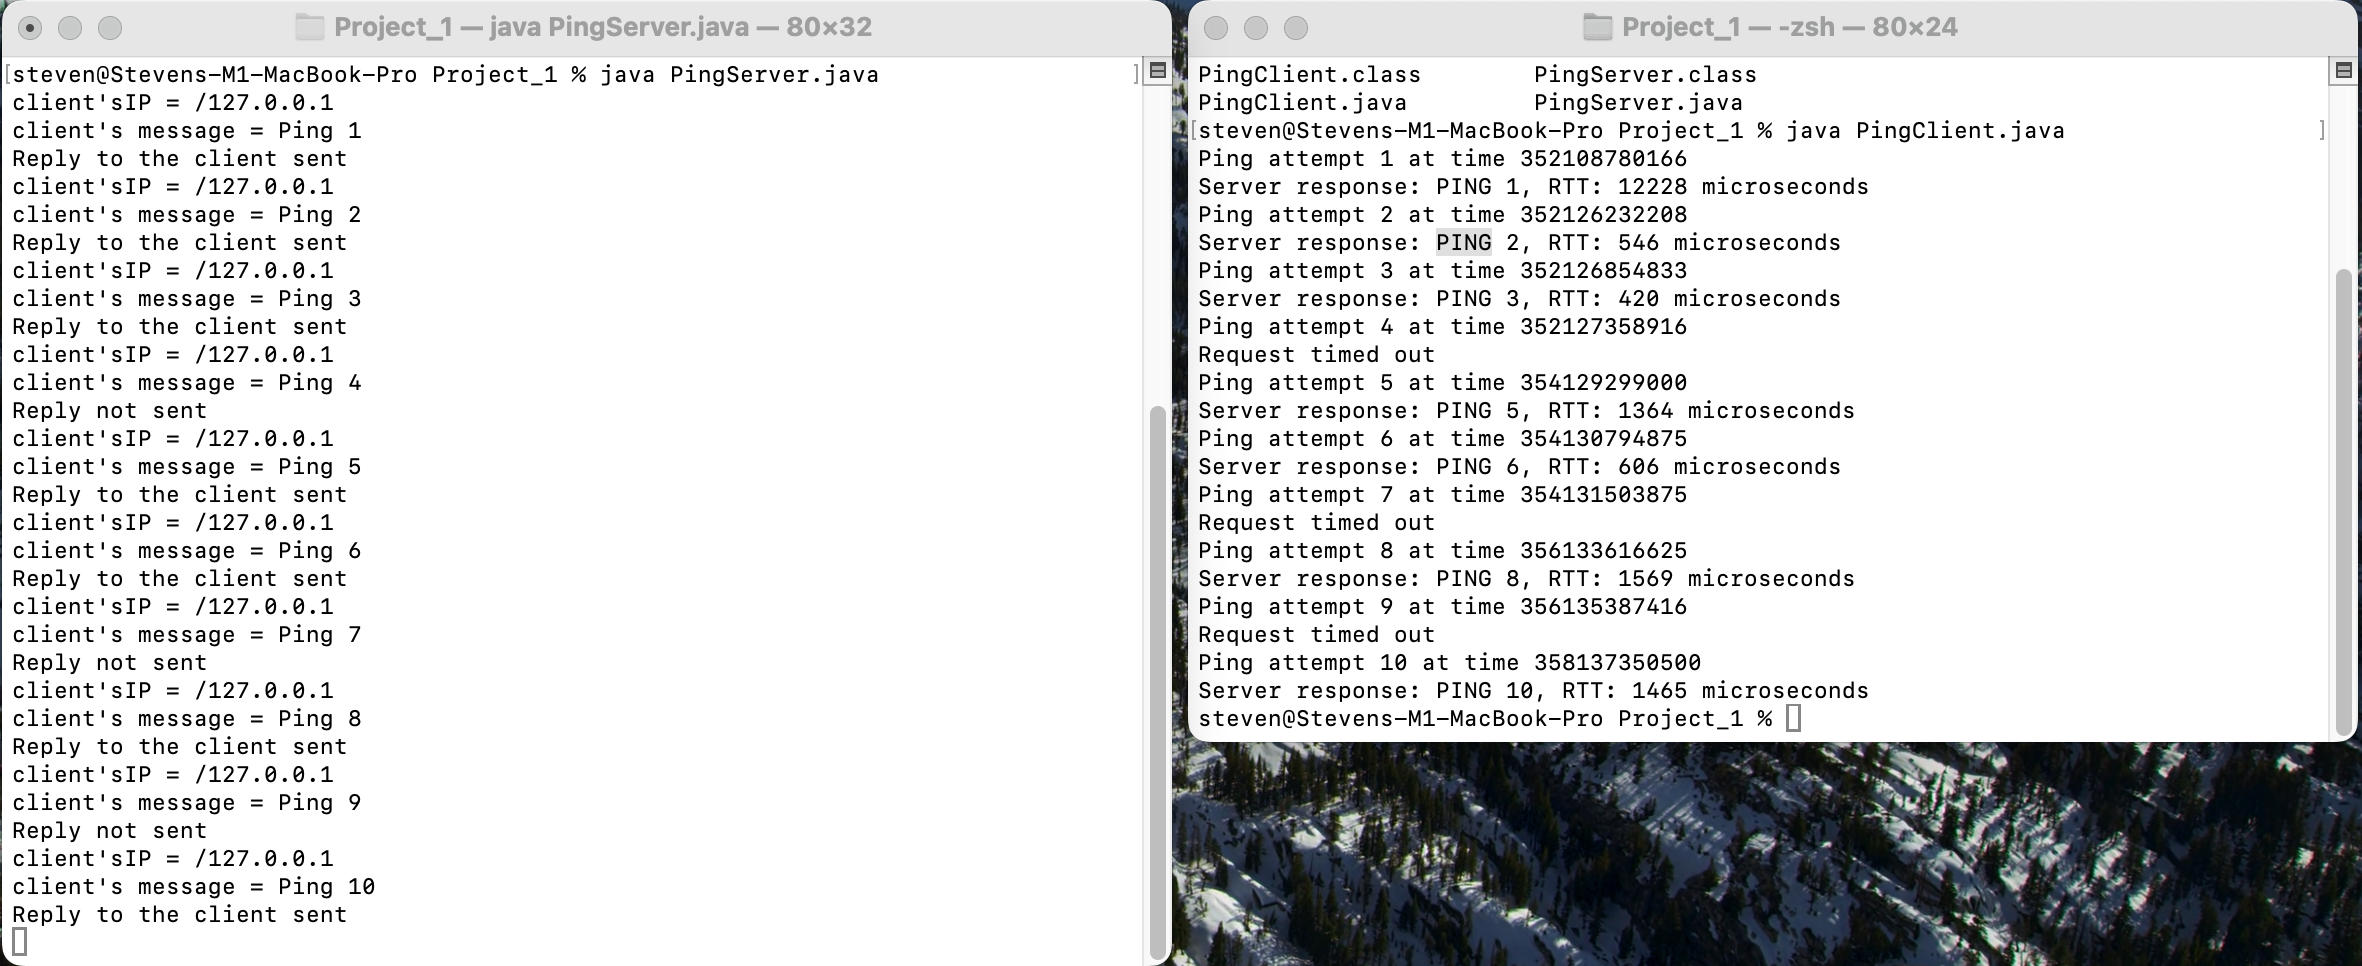 Project_1 — java PingServer.java — 80×32
steven@Stevens-M1-MacBook-Pro Project_1 % java PingServer.java
client'sIP = /127.0.0.1
client's message = Ping 1
Reply to the client sent
client'sIP = /127.0.0.1
client's message = Ping 2
Reply to the client sent
client'sIP = /127.0.0.1
client's message = Ping 3
Reply to the client sent
client'sIP = /127.0.0.1
client's message = Ping 4
Reply not sent
client'sIP = /127.0.0.1
client's message = Ping 5
Reply to the client sent
client'sIP = /127.0.0.1
client's message = Ping 6
Reply to the client sent
client'sIP = /127.0.0.1
client's message = Ping 7
Reply not sent
client'sIP = /127.0.0.1
client's message = Ping 8
Reply to the client sent
client'sIP = /127.0.0.1
client's message = Ping 9
Reply not sent
client'sIP = /127.0.0.1
client's message = Ping 10
Reply to the client sent
Project_1 — -zsh — 80×24
PingClient.class PingServer.class
PingClient.java PingServer.java
steven@Stevens-M1-MacBook-Pro Project_1 % java PingClient.java
Ping attempt 1 at time 352108780166
Server response: PING 1, RTT: 12228 microseconds
Ping attempt 2 at time 352126232208
Server response: PING 2, RTT: 546 microseconds
Ping attempt 3 at time 352126854833
Server response: PING 3, RTT: 420 microseconds
Ping attempt 4 at time 352127358916
Request timed out
Ping attempt 5 at time 354129299000
Server response: PING 5, RTT: 1364 microseconds
Ping attempt 6 at time 354130794875
Server response: PING 6, RTT: 606 microseconds
Ping attempt 7 at time 354131503875
Request timed out
Ping attempt 8 at time 356133616625
Server response: PING 8, RTT: 1569 microseconds
Ping attempt 9 at time 356135387416
Request timed out
Ping attempt 10 at time 358137350500
Server response: PING 10, RTT: 1465 microseconds
steven@Stevens-M1-MacBook-Pro Project_1 %